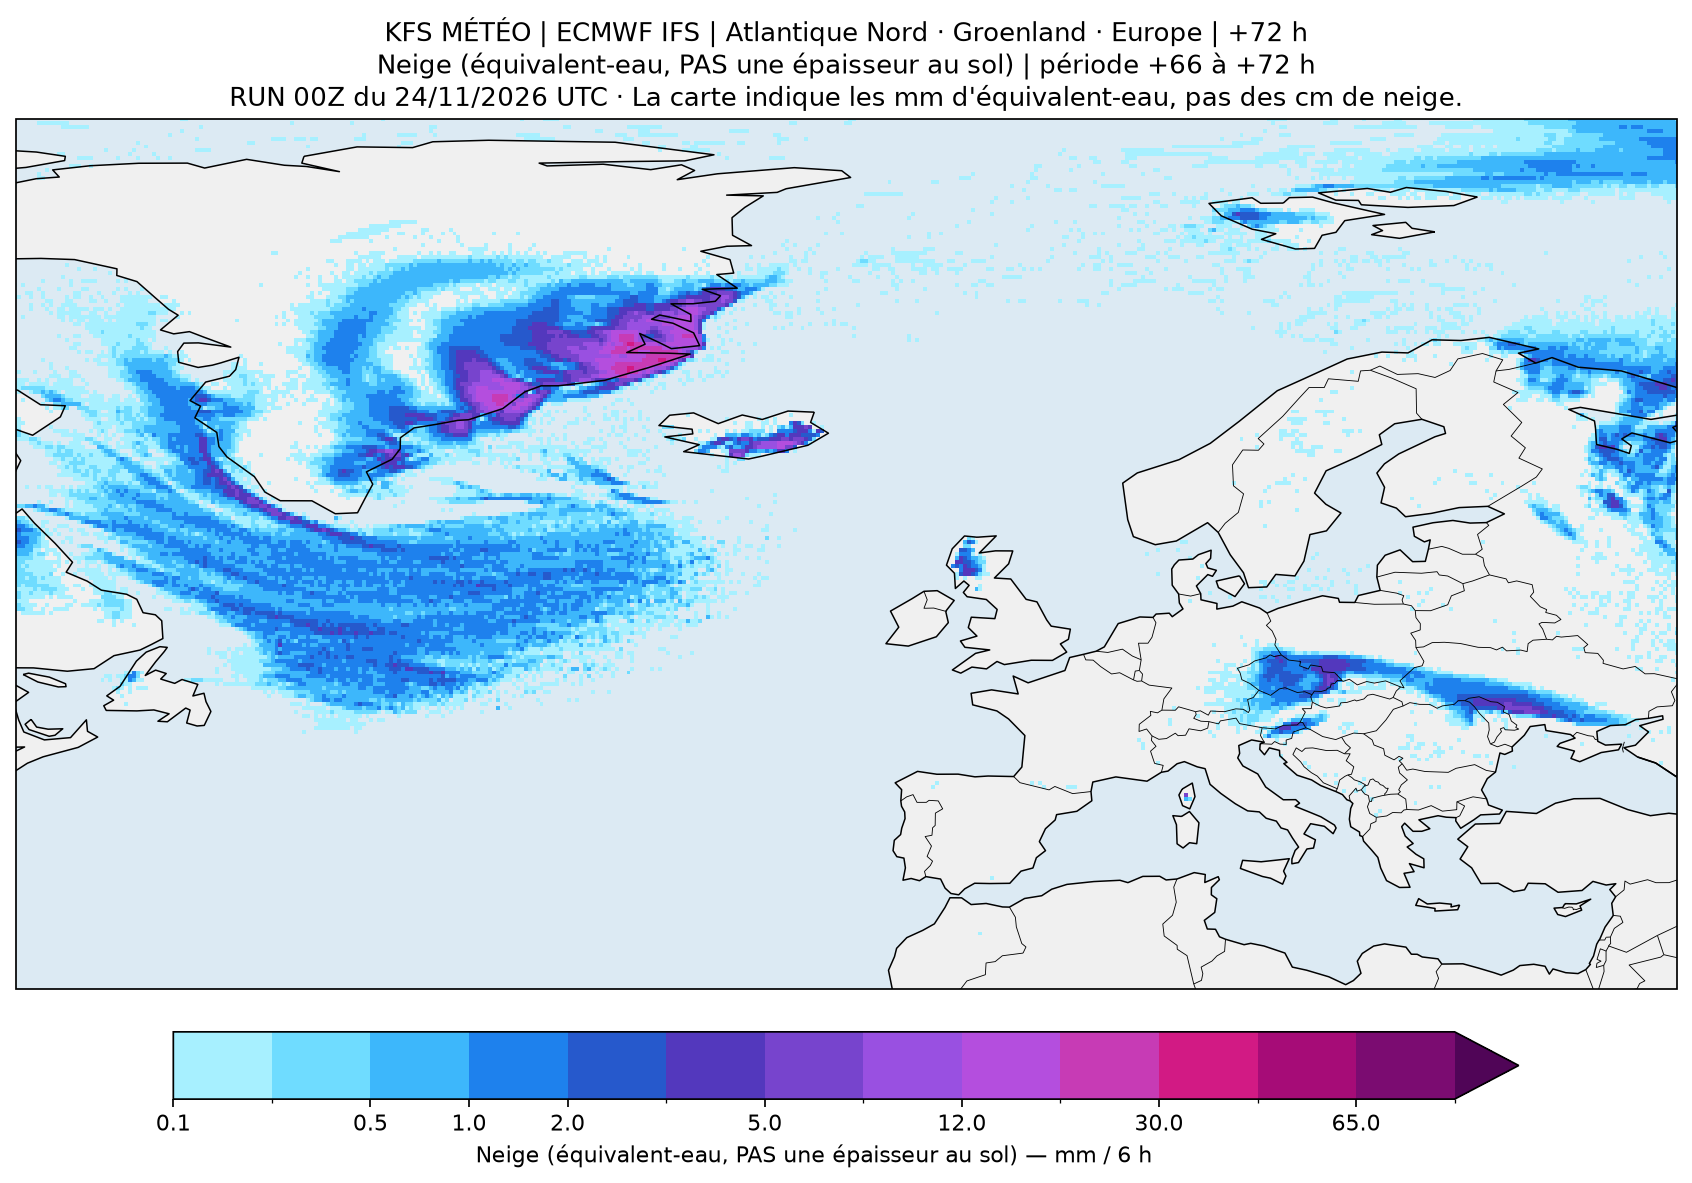 KFS MÉTÉO | ECMWF IFS | Atlantique Nord · Groenland · Europe | +72 h
Neige (équivalent-eau, PAS une épaisseur au sol) | période +66 à +72 h
RUN 00Z du 24/11/2026 UTC · La carte indique les mm d'équivalent-eau, pas des cm de neige.
0.1 0.5 1.0 2.0 5.0 12.0 30.0 65.0
Neige (équivalent-eau, PAS une épaisseur au sol) — mm / 6 h